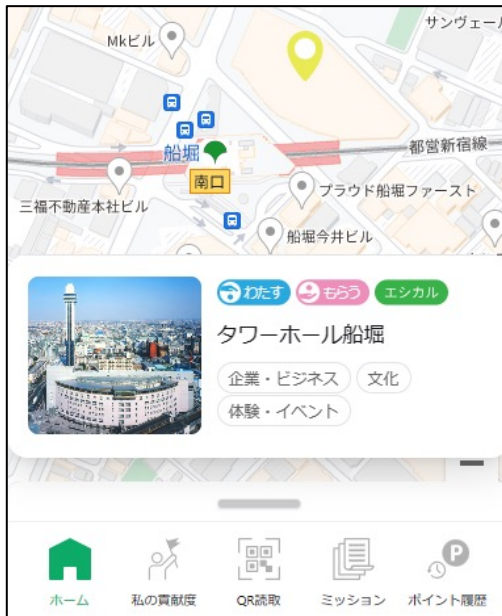 サンヴェール
Mkビル
船堀
都営新宿線
南口
プラウド船堀ファースト
三福不動産本社ビル
船堀今井ビル
わたす もらう エシカル
タワーホール船堀
企業・ビジネス 文化
体験・イベント
P
ホーム 私の貢献度 QR読取 ミッション ポイント履歴